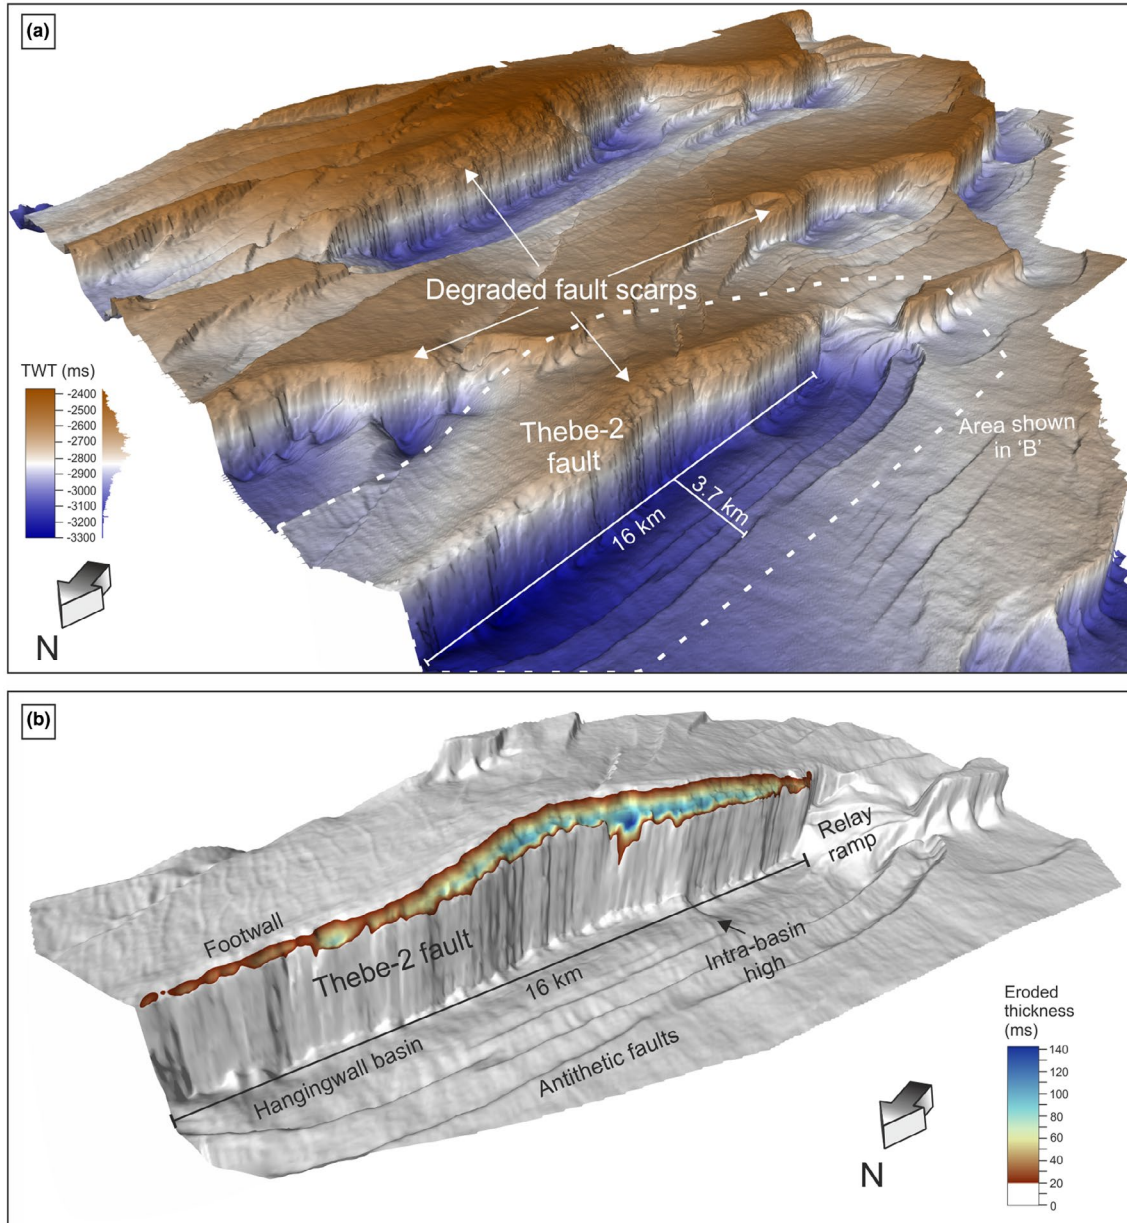 (a)
Degraded fault scarps
TWT (ms)
-2400
-2500
-2600
-2700
-2800
-2900
-3000
-3100
-3200
-3300
Thebe-2
fault
Area shown
in ‘B’
3.7 km
16 km
N
(b)
Relay
ramp
Footwall
Thebe-2 fault
Intra-basin
high
16 km
Hangingwall basin
Antithetic faults
Eroded
thickness
(ms)
140
120
100
80
60
40
20
0
N